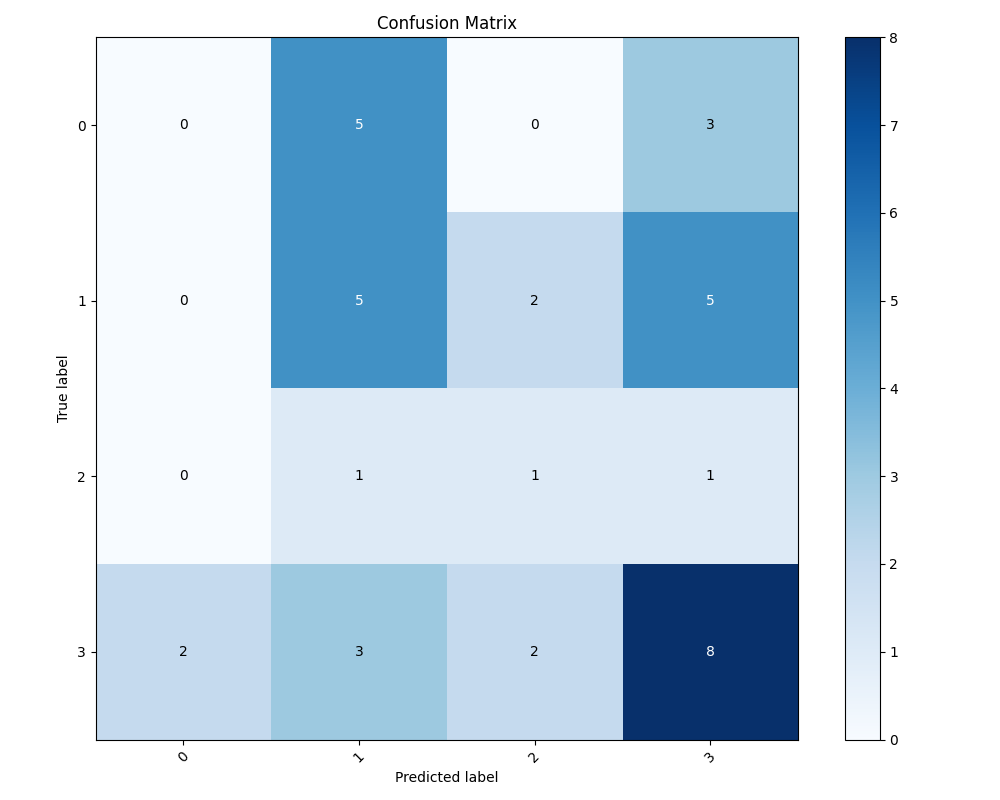 Confusion Matrix
0 0 5 0 3
1 0 5 2 5
2 0 1 1 1
3 2 3 2 8
0 1 2 3
True label
Predicted label
8
7
6
5
4
3
2
1
0